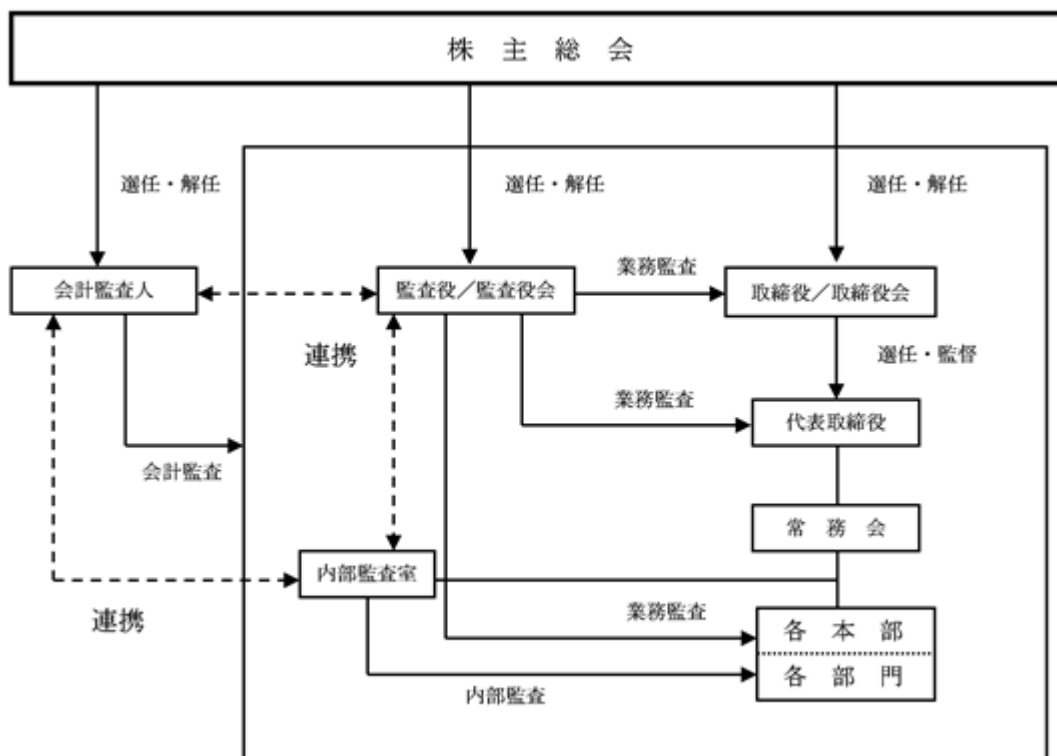 株主総会
選任・解任
選任・解任
選任・解任
会計監査人
監査役／監査役会
業務監査
取締役／取締役会
連携
選任・監督
業務監査
代表取締役
会計監査
常務会
内部監査室
連携
業務監査
各本部
各部門
内部監査